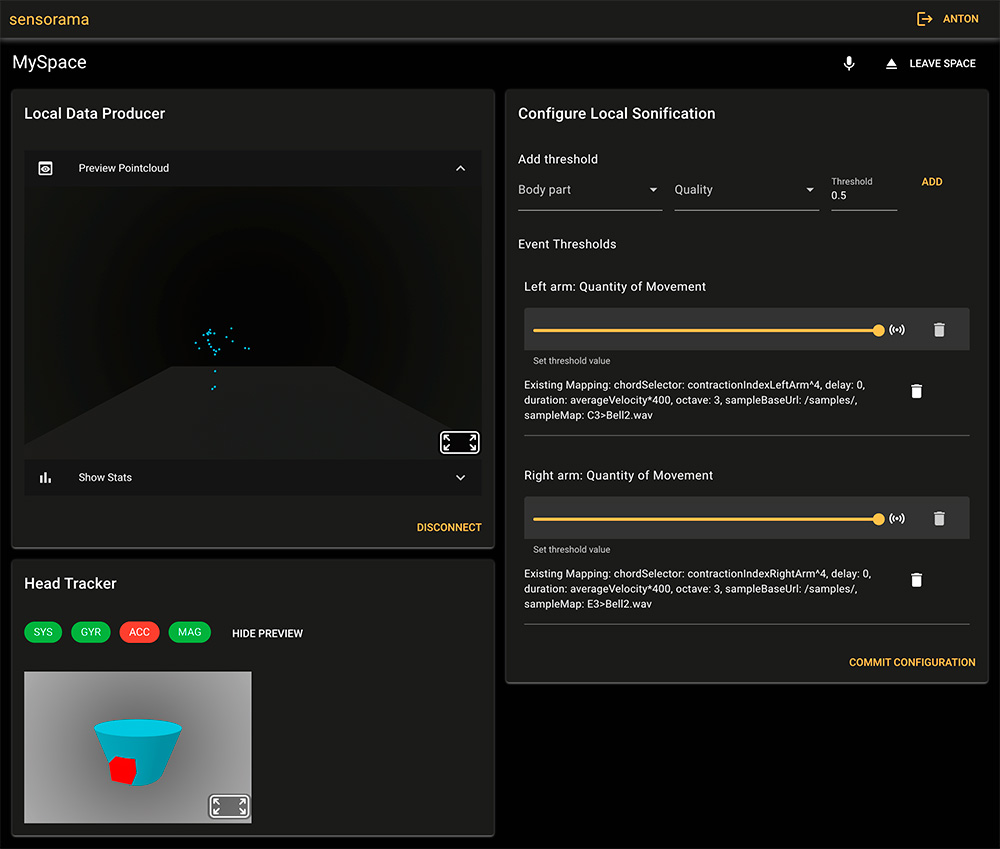 sensorama
ANTON
MySpace
LEAVE SPACE
Local Data Producer
Preview Pointcloud
Show Stats
DISCONNECT
Head Tracker
SYS GYR ACC MAG HIDE PREVIEW
Configure Local Sonification
Add threshold
Body part
Quality
Threshold
0.5
ADD
Event Thresholds
Left arm: Quantity of Movement
Set threshold value
Existing Mapping: chordSelector: contractionIndexLeftArm^4, delay: 0,
duration: averageVelocity*400, octave: 3, sampleBaseUrl: /samples/,
sampleMap: C3>Bell2.wav
Right arm: Quantity of Movement
Set threshold value
Existing Mapping: chordSelector: contractionIndexRightArm^4, delay: 0,
duration: averageVelocity*400, octave: 3, sampleBaseUrl: /samples/,
sampleMap: E3>Bell2.wav
COMMIT CONFIGURATION